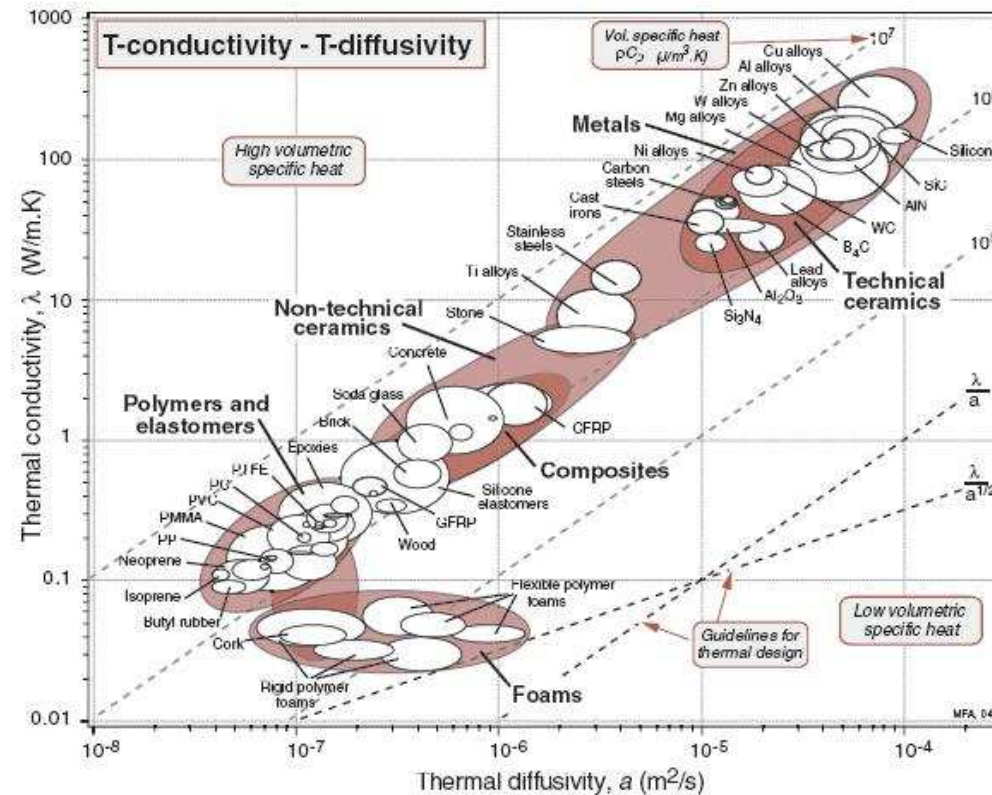 T-conductivity - T-diffusivity
Vol. specific heat
ρCp (J/m³.K)
10⁷
High volumetric
specific heat
Cu alloys
Al alloys
Zn alloys
W alloys
Mg alloys
Metals
Ni alloys
Carbon
steels
Cast
irons
Stainless
steels
Ti alloys
Stone
Non-technical
ceramics
Concrete
Soda glass
Brick
Polymers and
elastomers
Epoxies
PTFE
PC
PVC
PMMA
PP
Neoprene
Isoprene
Butyl rubber
Silicon
SiC
AlN
WC
B₄C
Lead
alloys
Al₂O₃
Si₃N₄
Technical
ceramics
CFRP
Composites
Silicone
elastomers
GFRP
Wood
Flexible polymer
foams
Cork
Rigid polymer
foams
Foams
λ
a
λ
a¹/²
Guidelines for
thermal design
Low volumetric
specific heat
MFA, 04
Thermal conductivity, λ (W/m.K)
1000
100
10
1
0.1
0.01
10⁻⁸
10⁻⁷
10⁻⁶
10⁻⁵
10⁻⁴
Thermal diffusivity, a (m²/s)